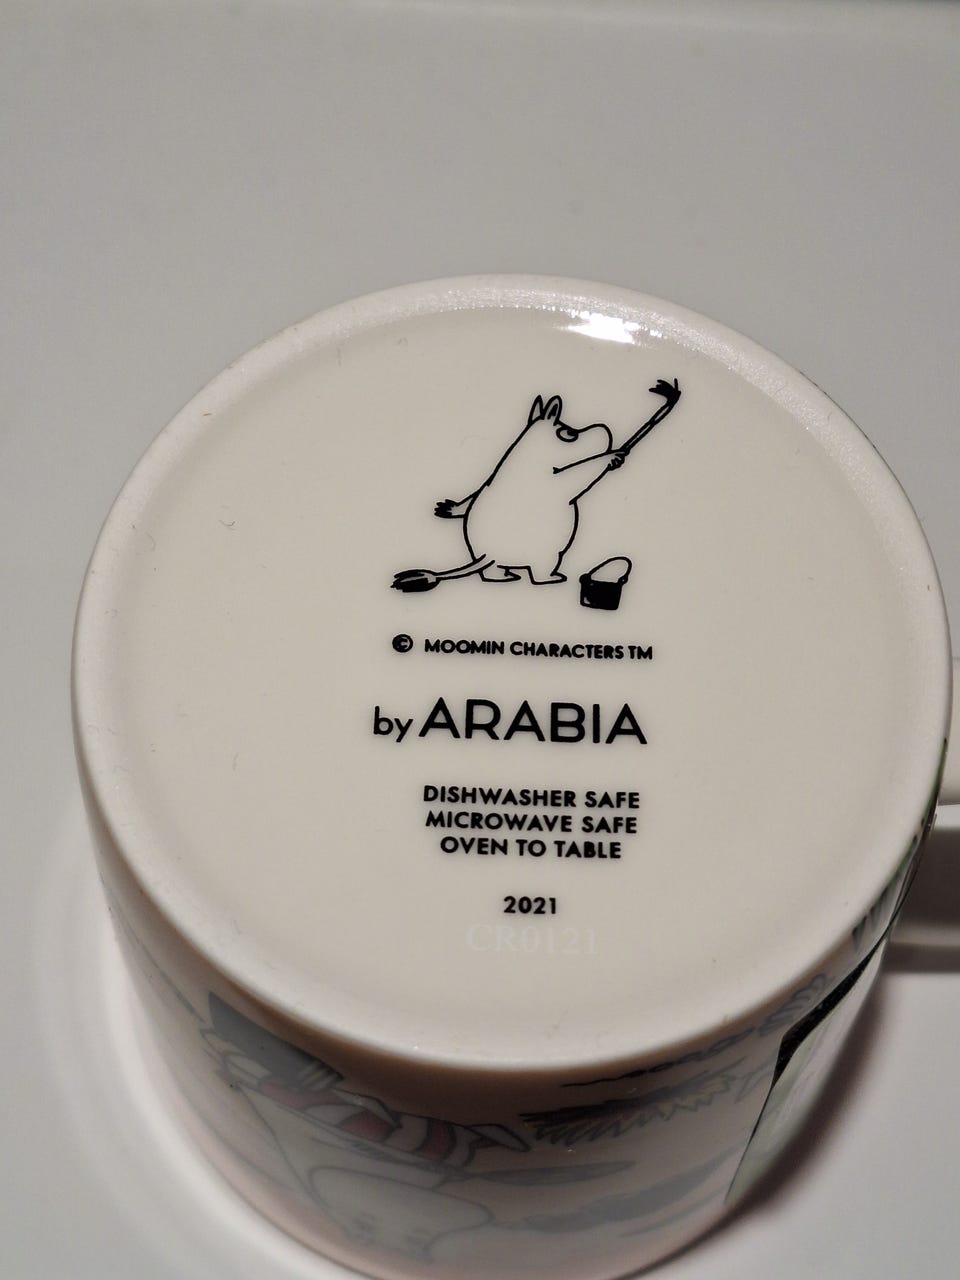 © MOOMIN CHARACTERS TM
by ARABIA
DISHWASHER SAFE
MICROWAVE SAFE
OVEN TO TABLE
2021
CR0121